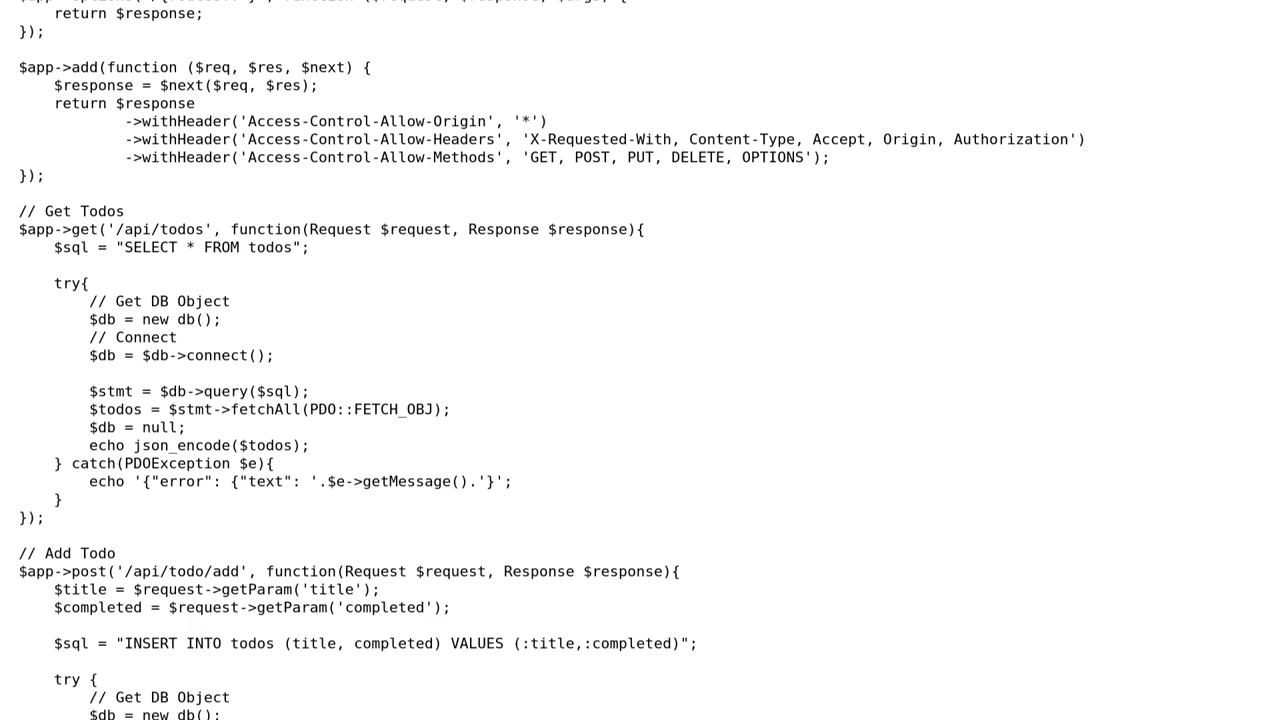 return $response;
});

$app->add(function ($req, $res, $next) {
    $response = $next($req, $res);
    return $response
            ->withHeader('Access-Control-Allow-Origin', '*')
            ->withHeader('Access-Control-Allow-Headers', 'X-Requested-With, Content-Type, Accept, Origin, Authorization')
            ->withHeader('Access-Control-Allow-Methods', 'GET, POST, PUT, DELETE, OPTIONS');
});

// Get Todos
$app->get('/api/todos', function(Request $request, Response $response){
    $sql = "SELECT * FROM todos";

    try{
        // Get DB Object
        $db = new db();
        // Connect
        $db = $db->connect();

        $stmt = $db->query($sql);
        $todos = $stmt->fetchAll(PDO::FETCH_OBJ);
        $db = null;
        echo json_encode($todos);
    } catch(PDOException $e){
        echo '{"error": {"text": '.$e->getMessage().'}';
    }
});

// Add Todo
$app->post('/api/todo/add', function(Request $request, Response $response){
    $title = $request->getParam('title');
    $completed = $request->getParam('completed');

    $sql = "INSERT INTO todos (title, completed) VALUES (:title,:completed)";

    try {
        // Get DB Object
        $db = new db();